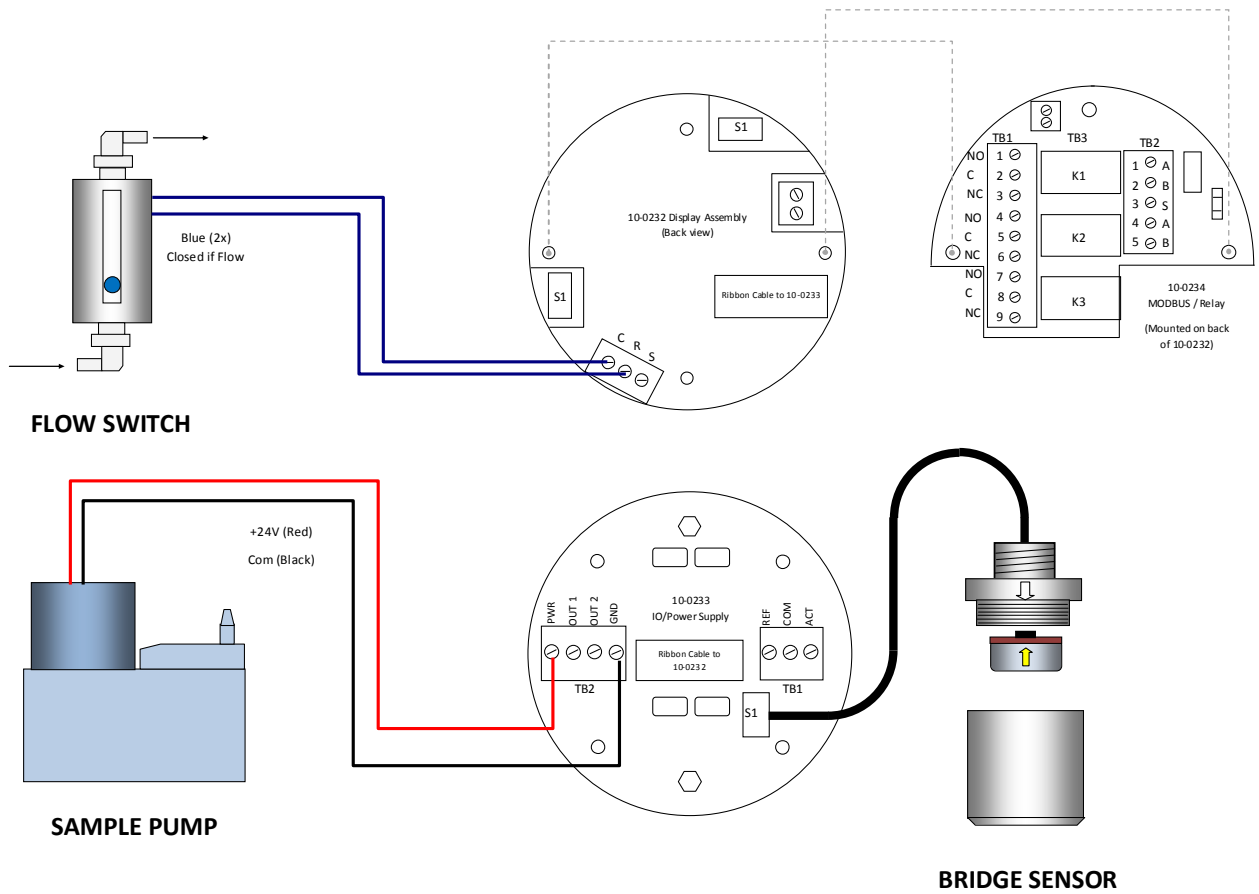 S1
TB1
TB3
TB2
NO
1
C
2
NC
3
NO
4
C
5
NC
6
NO
7
C
8
NC
9
K1
K2
K3
1 A
2 B
3 S
4 A
5 B
10-0232 Display Assembly
(Back view)
Blue (2x)
Closed if Flow
S1
Ribbon Cable to 10-0233
10-0234
MODBUS / Relay
(Mounted on back
of 10-0232)
C
R
S
FLOW SWITCH
+24V (Red)
Com (Black)
PWR
OUT 1
OUT 2
GND
10-0233
IO/Power Supply
REF
COM
ACT
Ribbon Cable to
10-0232
TB2
TB1
S1
SAMPLE PUMP
BRIDGE SENSOR